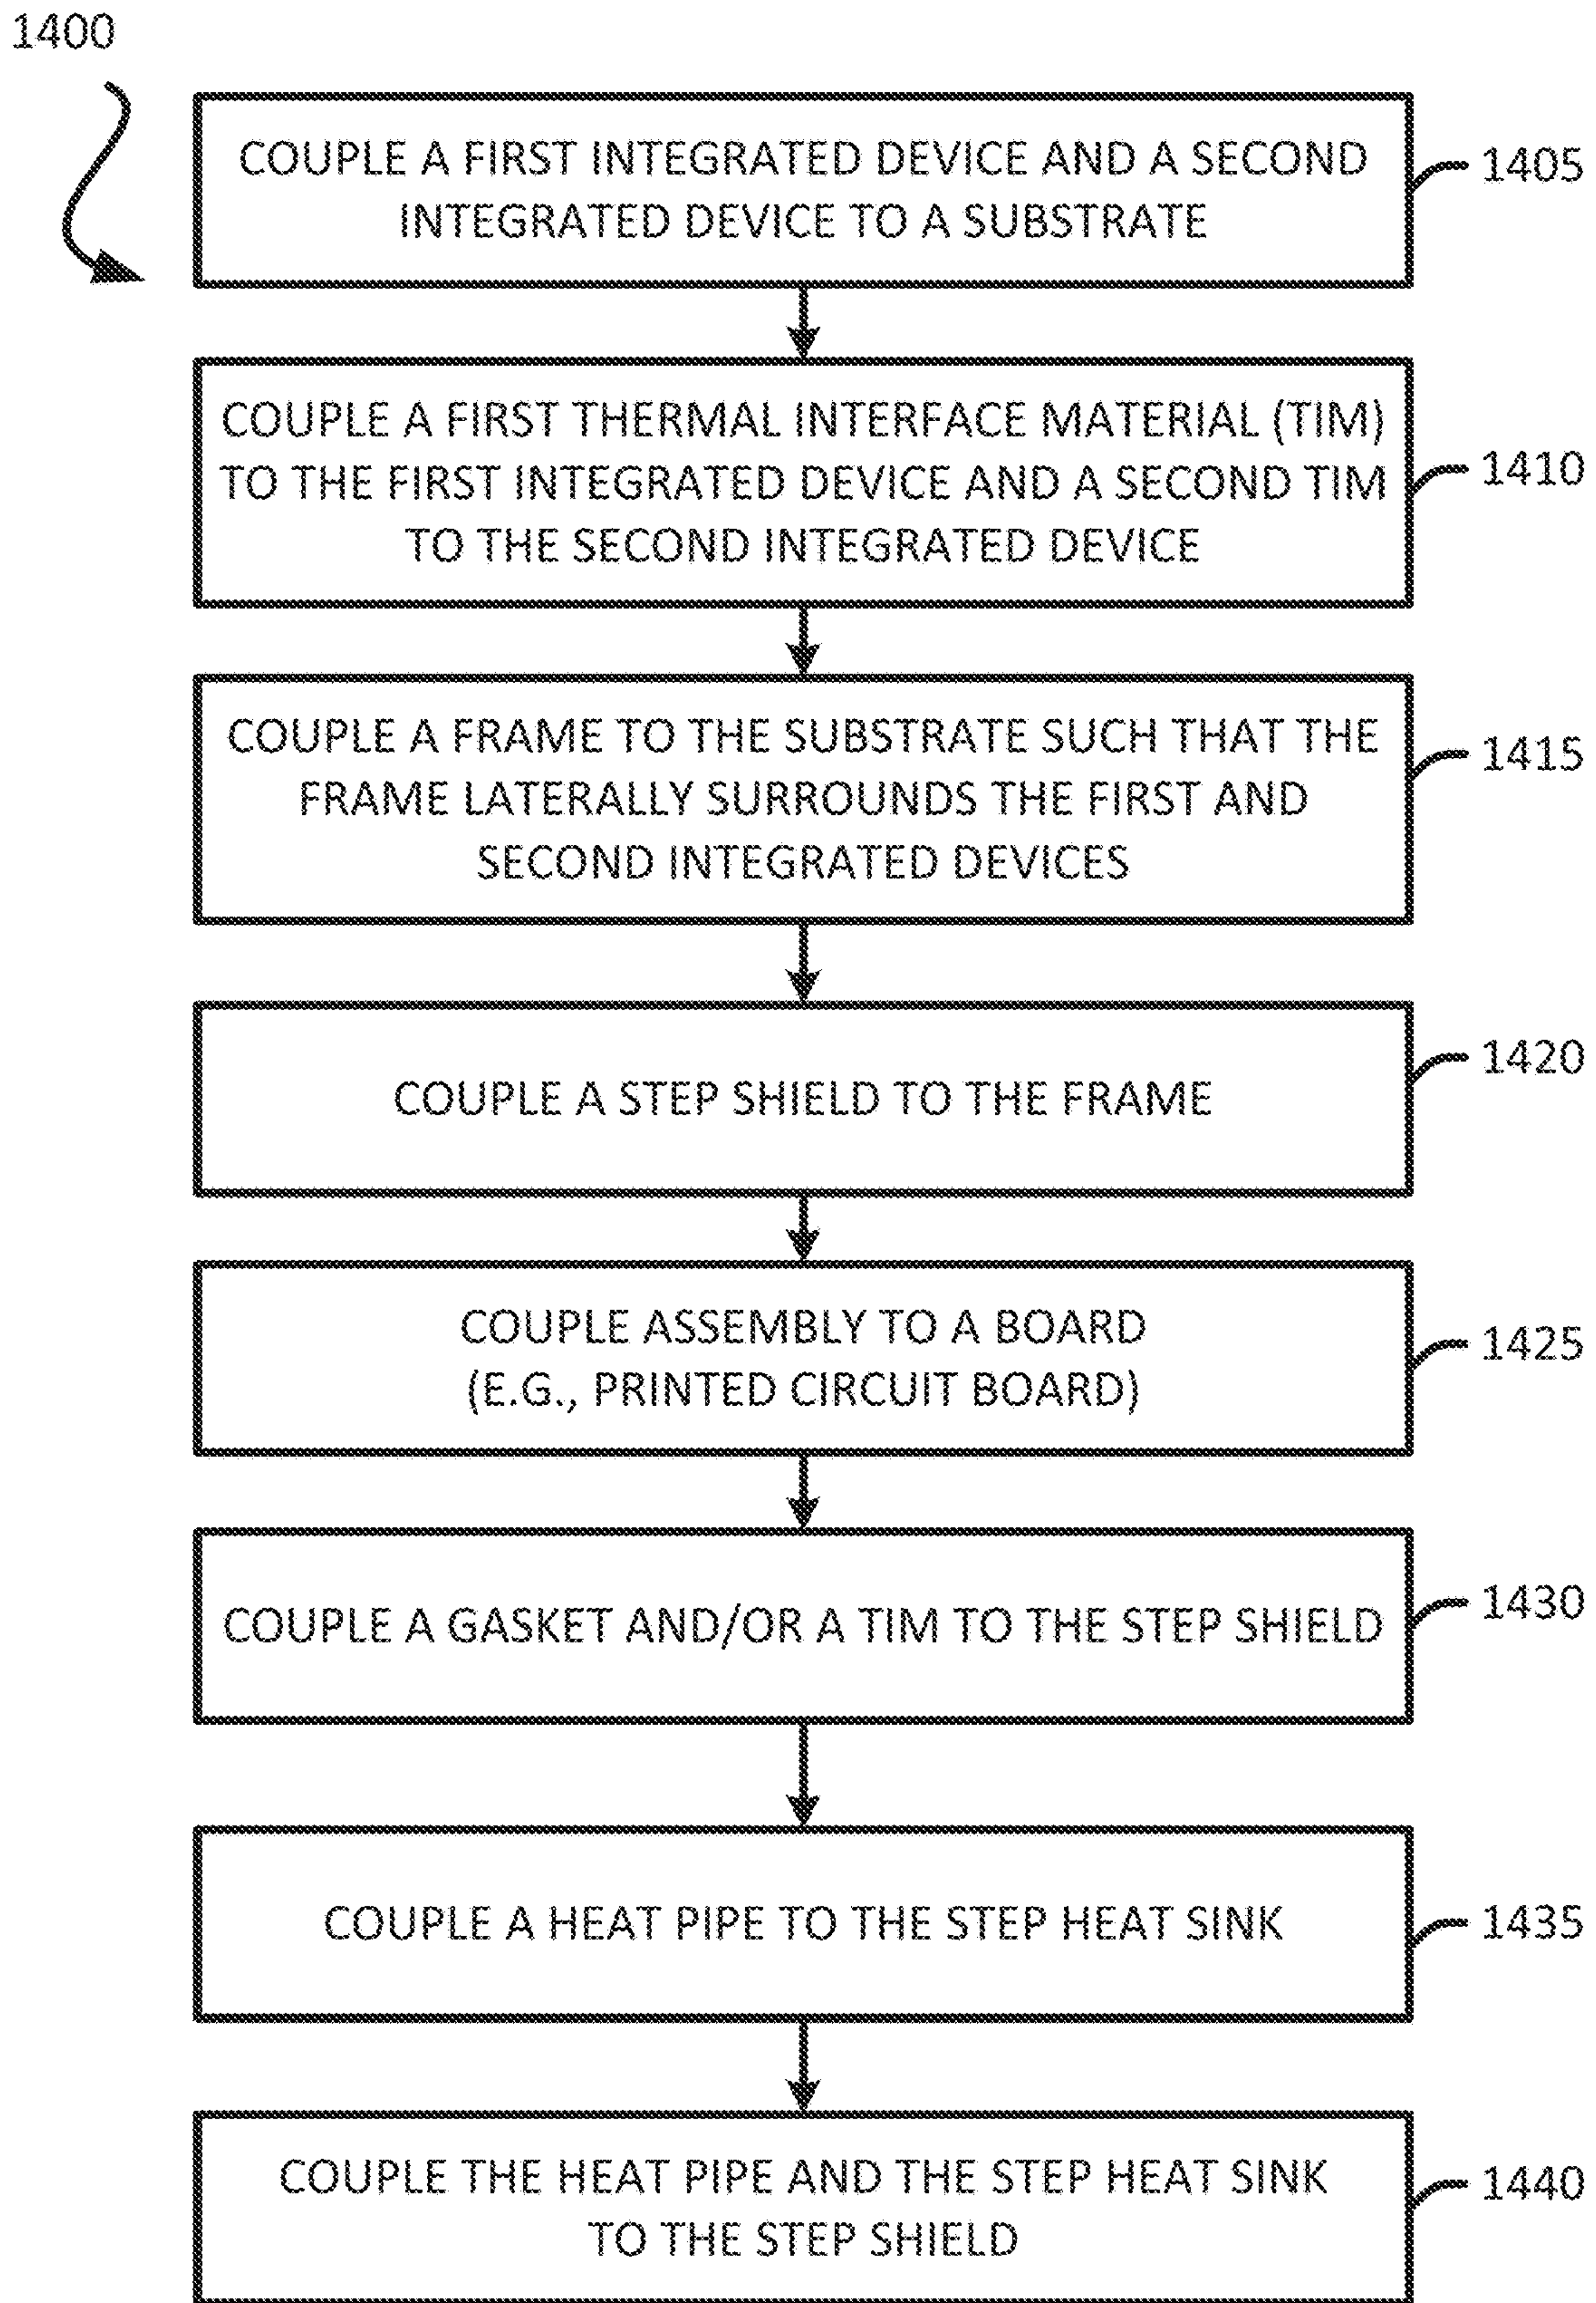 1400
COUPLE A FIRST INTEGRATED DEVICE AND A SECOND
INTEGRATED DEVICE TO A SUBSTRATE
1405
COUPLE A FIRST THERMAL INTERFACE MATERIAL (TIM)
TO THE FIRST INTEGRATED DEVICE AND A SECOND TIM
TO THE SECOND INTEGRATED DEVICE
1410
COUPLE A FRAME TO THE SUBSTRATE SUCH THAT THE
FRAME LATERALLY SURROUNDS THE FIRST AND
SECOND INTEGRATED DEVICES
1415
COUPLE A STEP SHIELD TO THE FRAME
1420
COUPLE ASSEMBLY TO A BOARD
(E.G., PRINTED CIRCUIT BOARD)
1425
COUPLE A GASKET AND/OR A TIM TO THE STEP SHIELD
1430
COUPLE A HEAT PIPE TO THE STEP HEAT SINK
1435
COUPLE THE HEAT PIPE AND THE STEP HEAT SINK
TO THE STEP SHIELD
1440